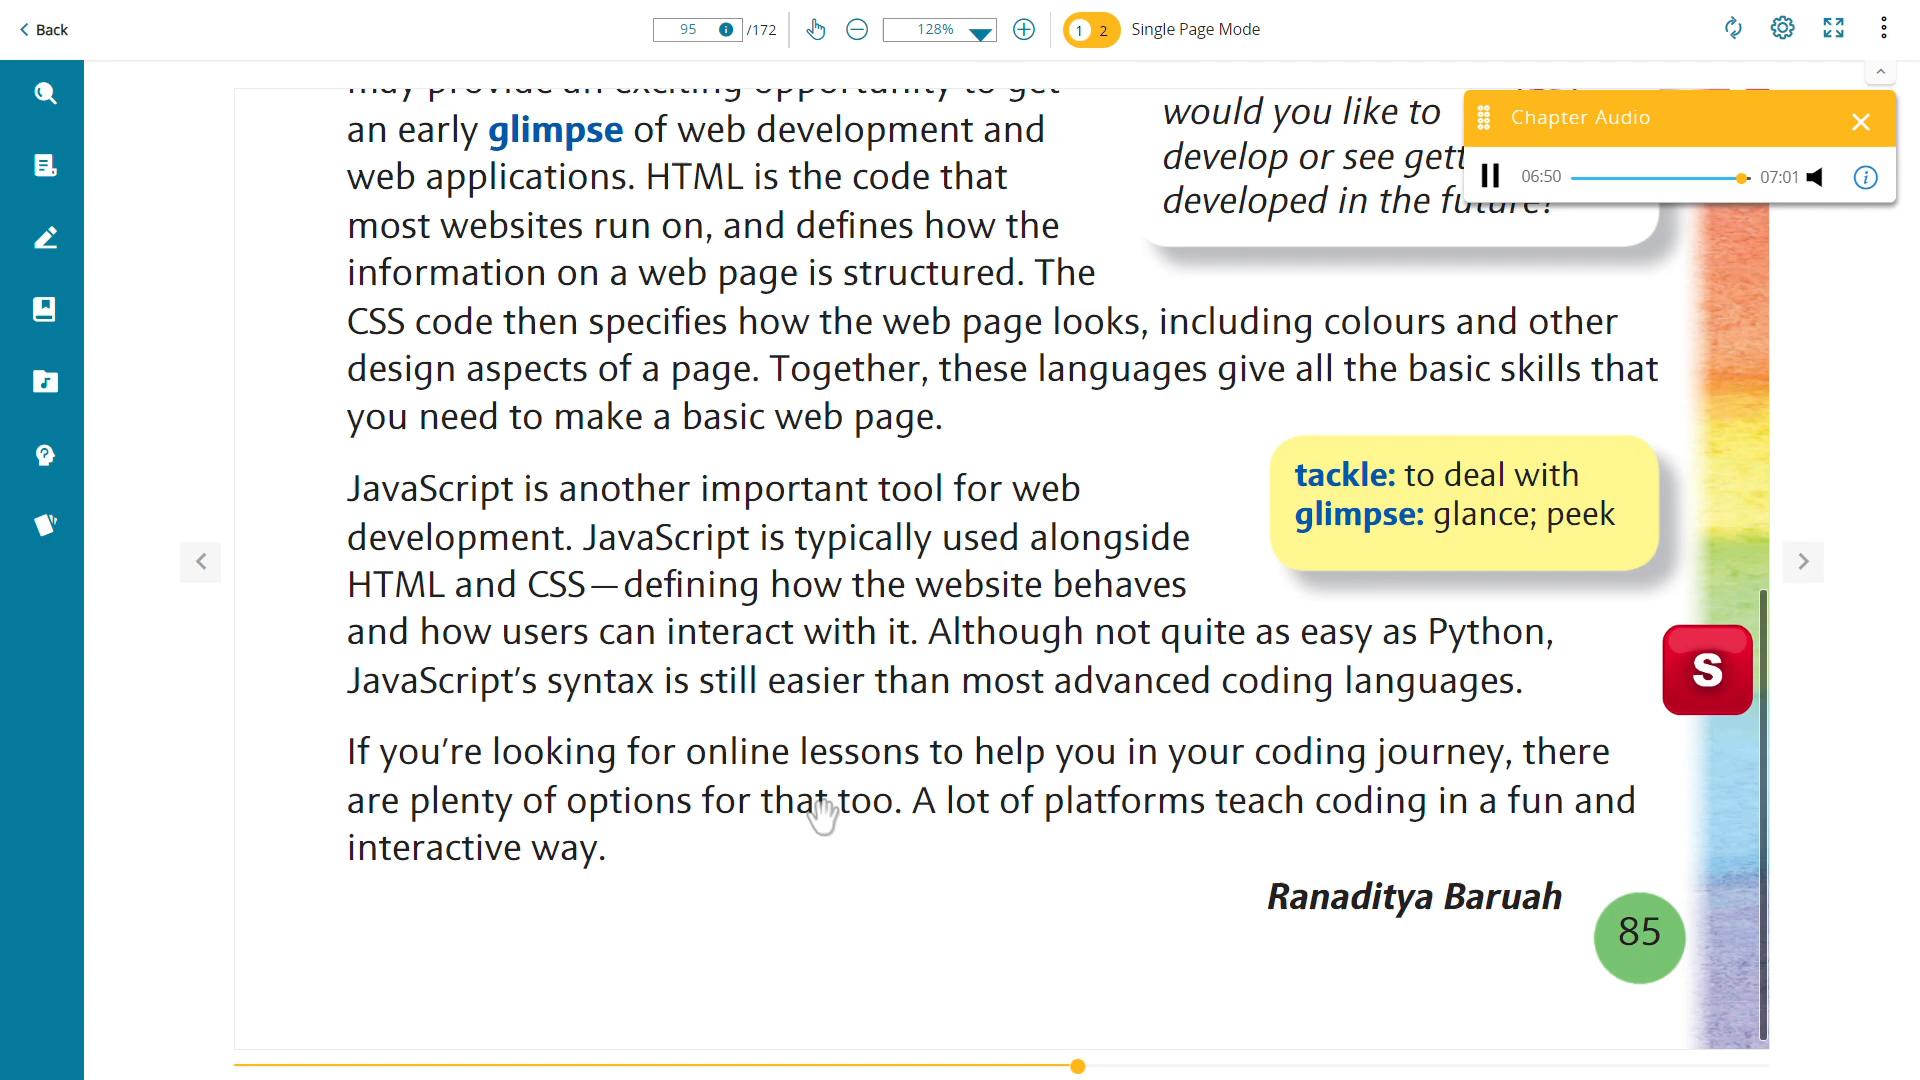 Back
95
/172
128%
1 2
Single Page Mode
may provide an exciting opportunity to get
an early glimpse of web development and
web applications. HTML is the code that
most websites run on, and defines how the
information on a web page is structured. The
CSS code then specifies how the web page looks, including colours and other
design aspects of a page. Together, these languages give all the basic skills that
you need to make a basic web page.
would you like to
develop or see gett
developed in the future?
Chapter Audio
06:50
07:01
tackle: to deal with
glimpse: glance; peek
JavaScript is another important tool for web
development. JavaScript is typically used alongside
HTML and CSS—defining how the website behaves
and how users can interact with it. Although not quite as easy as Python,
JavaScript's syntax is still easier than most advanced coding languages.
S
If you're looking for online lessons to help you in your coding journey, there
are plenty of options for that too. A lot of platforms teach coding in a fun and
interactive way.
Ranaditya Baruah
85